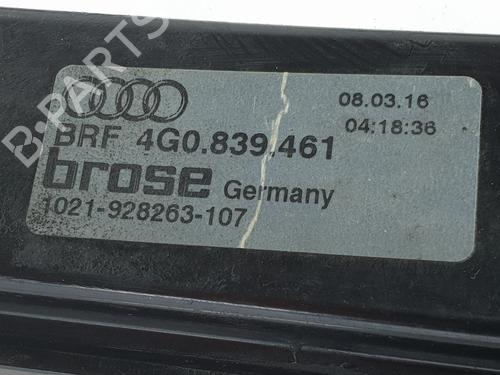 08.03.16
BRF 4G0.839.461 04:18:36
brose Germany
1021-928263-107
B-PARTS